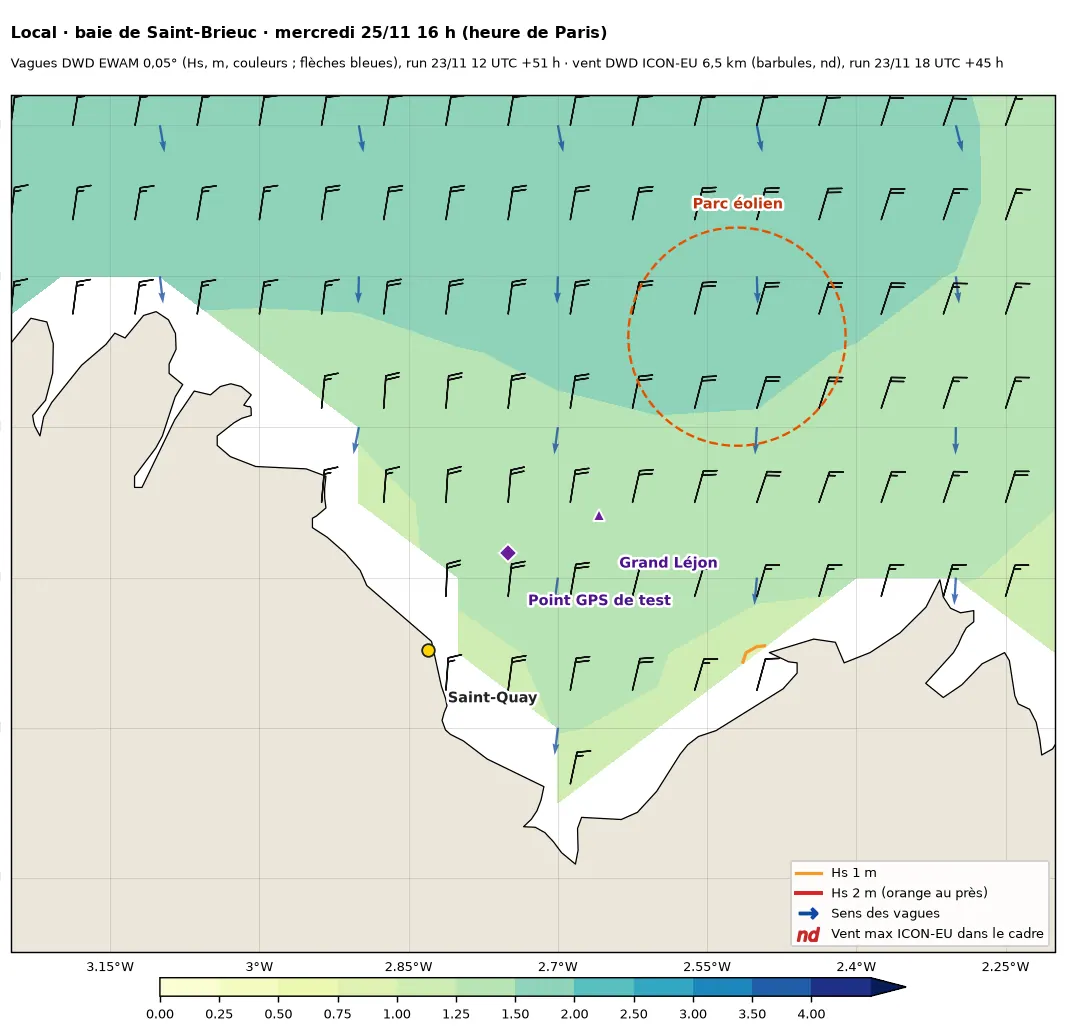 Local · baie de Saint-Brieuc · mercredi 25/11 16 h (heure de Paris)
Vagues DWD EWAM 0,05° (Hs, m, couleurs ; flèches bleues), run 23/11 12 UTC +51 h · vent DWD ICON-EU 6,5 km (barbules, nd), run 23/11 18 UTC +45 h
Parc éolien
Grand Léjon
Point GPS de test
Saint-Quay
Hs 1 m
Hs 2 m (orange au près)
Sens des vagues
nd Vent max ICON-EU dans le cadre
3.15°W 3°W 2.85°W 2.7°W 2.55°W 2.4°W 2.25°W
0.00 0.25 0.50 0.75 1.00 1.25 1.50 2.00 2.50 3.00 3.50 4.00